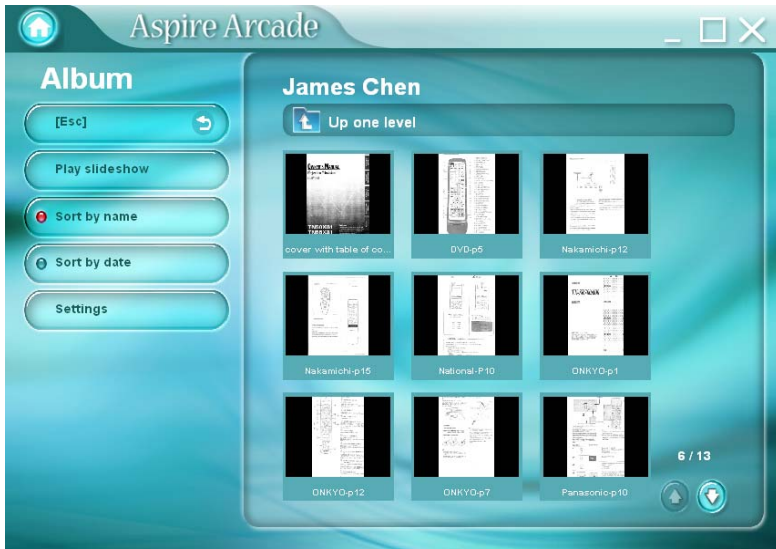 Aspire Arcade
Album
[Esc]
Play slideshow
Sort by name
Sort by date
Settings
James Chen
Up one level
cover with table of co...
DVD-p5
Nakamichi-p12
Nakamichi-p15
National-P10
ONKYO-p1
ONKYO-p12
ONKYO-p7
Panasonic-p10
6 / 13